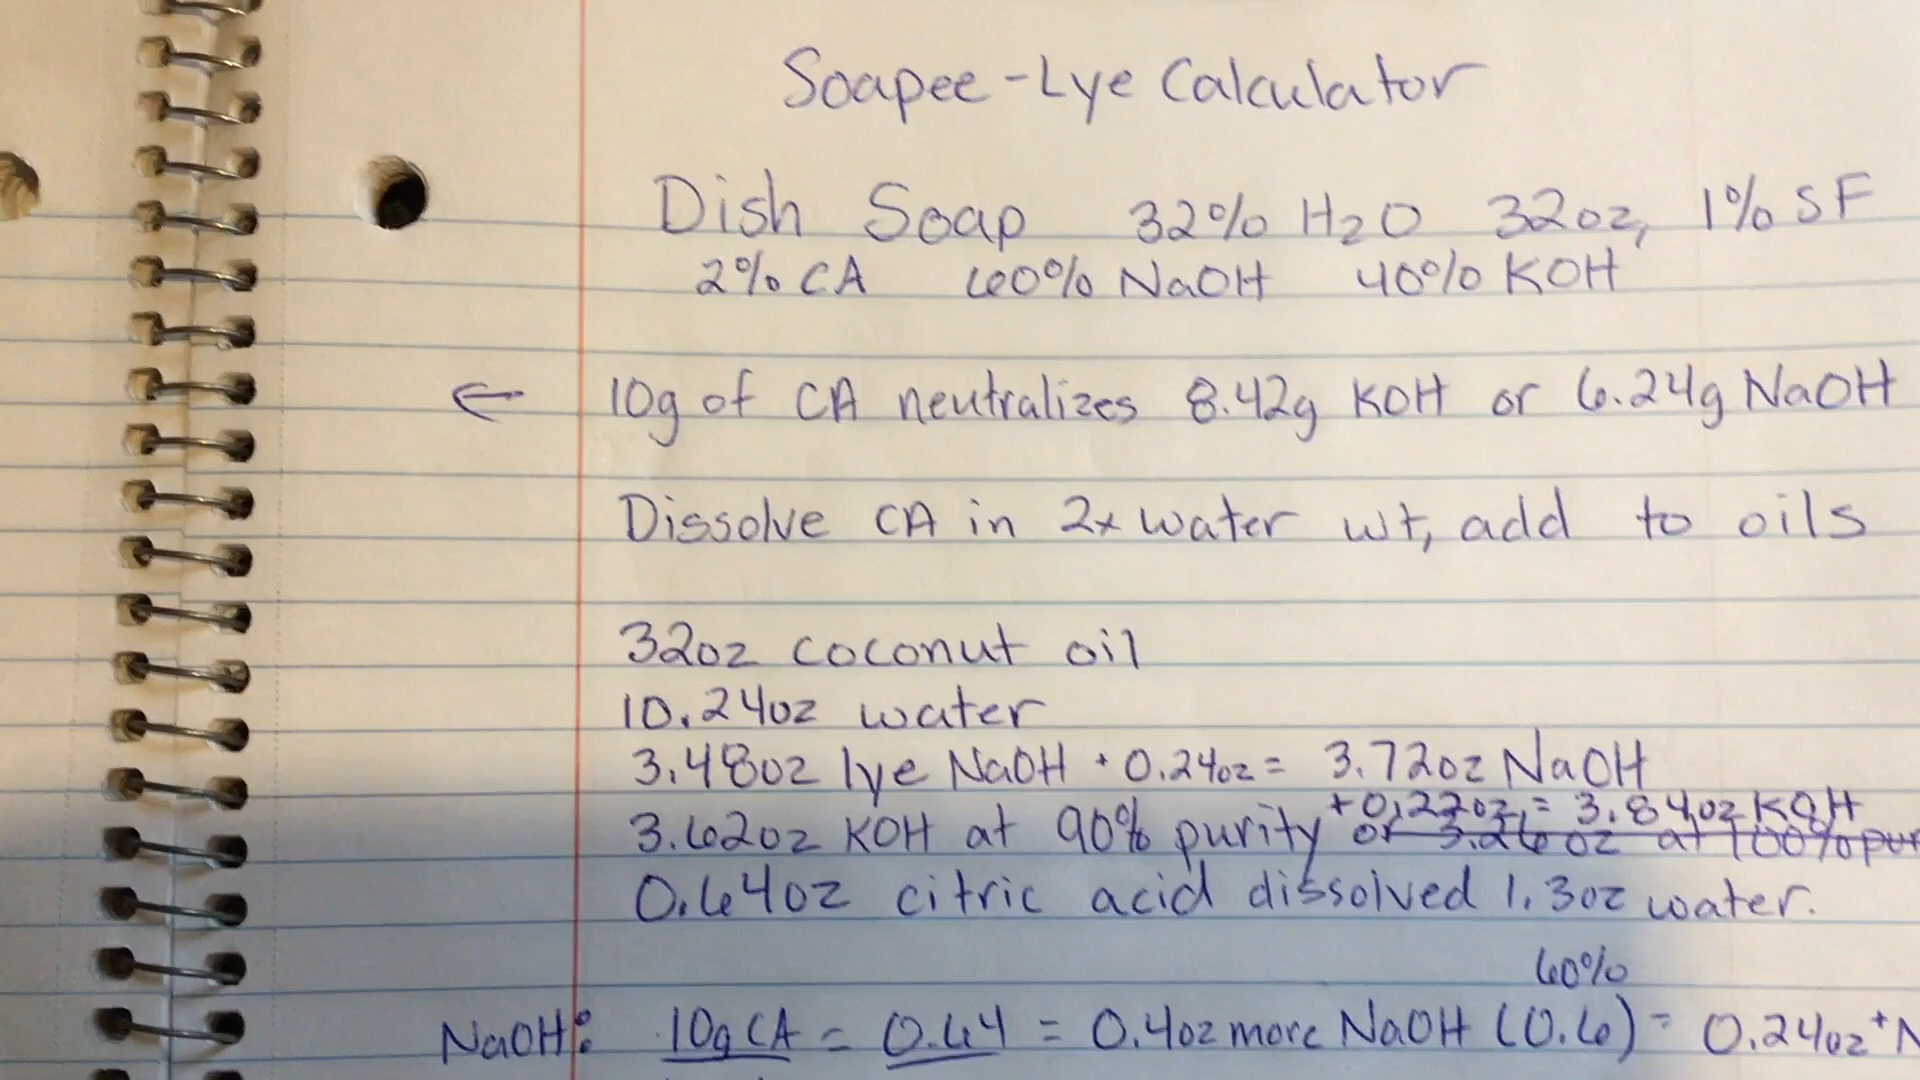 Soapee-Lye Calculator
Dish Soap 32% H2O 32oz, 1% SF
2% CA 60% NaOH 40% KOH
← 10g of CA neutralizes 8.42g KOH or 6.24g NaOH
Dissolve CA in 2x water wt, add to oils
32oz coconut oil
10.24oz water
3.48oz lye NaOH + 0.24oz = 3.72oz NaOH
+0.22oz = 3.84oz KOH
3.62oz KOH at 90% purity or 3.26oz at 100%
0.64oz citric acid dissolved 1.3oz water.
60%
NaOH: 10g CA = 0.64 = 0.4oz more NaOH (0.6) = 0.24oz +